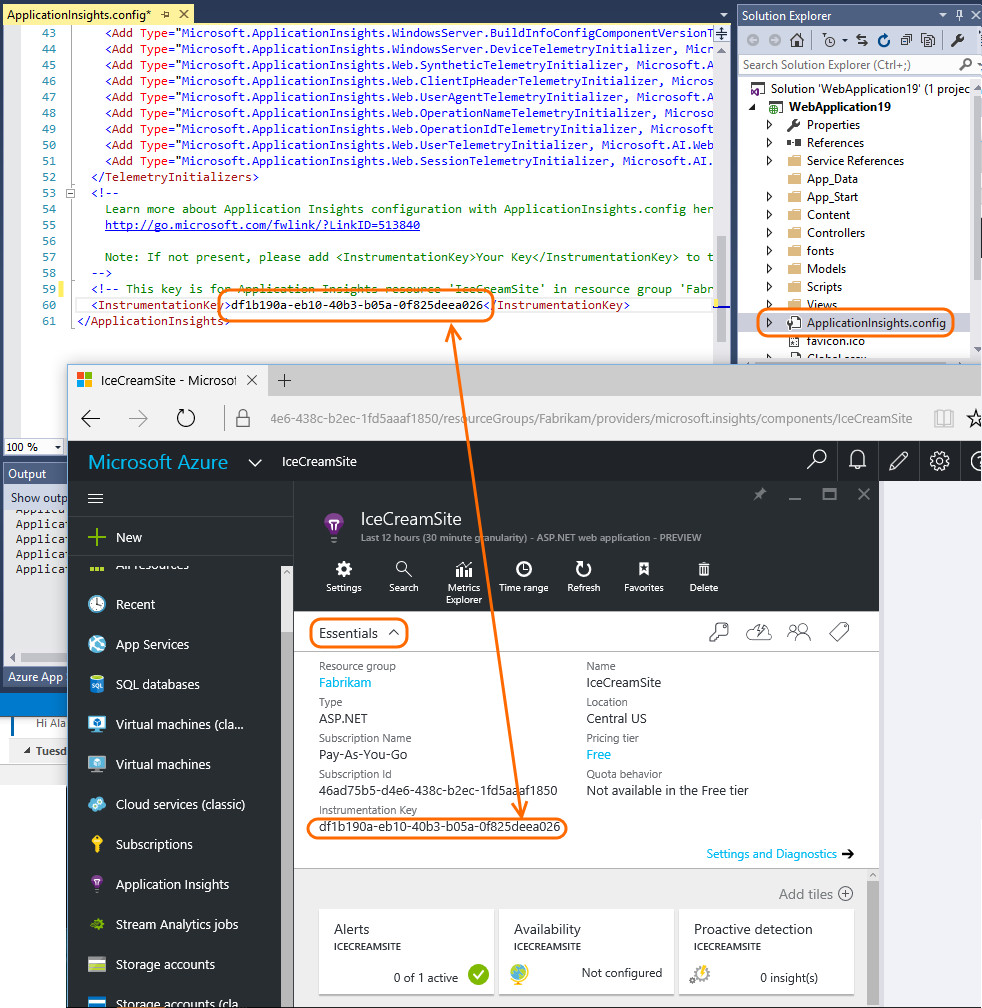 ApplicationInsights.config*
43 <Add Type="Microsoft.ApplicationInsights.WindowsServer.BuildInfoConfigComponentVersionT
44 <Add Type="Microsoft.ApplicationInsights.WindowsServer.DeviceTelemetryInitializer, Micr
45 <Add Type="Microsoft.ApplicationInsights.Web.SyntheticTelemetryInitializer, Microsoft.A
46 <Add Type="Microsoft.ApplicationInsights.Web.ClientIpHeaderTelemetryInitializer, Micros
47 <Add Type="Microsoft.ApplicationInsights.Web.UserAgentTelemetryInitializer, Microsoft.A
48 <Add Type="Microsoft.ApplicationInsights.Web.OperationNameTelemetryInitializer, Microso
49 <Add Type="Microsoft.ApplicationInsights.Web.OperationIdTelemetryInitializer, Microsoft
50 <Add Type="Microsoft.ApplicationInsights.Web.UserTelemetryInitializer, Microsoft.AI.Web
51 <Add Type="Microsoft.ApplicationInsights.Web.SessionTelemetryInitializer, Microsoft.AI.
52 </TelemetryInitializers>
53 <!--
54 Learn more about Application Insights configuration with ApplicationInsights.config her
55 http://go.microsoft.com/fwlink/?LinkID=513840
56
57 Note: If not present, please add <InstrumentationKey>Your Key</InstrumentationKey> to t
58 -->
59 <!-- This key is for Application Insights resource 'IceCreamSite' in resource group 'Fabr
60 <InstrumentationKey>df1b190a-eb10-40b3-b05a-0f825deea026</InstrumentationKey>
61 </ApplicationInsights>
Solution Explorer
Search Solution Explorer (Ctrl+;)
Solution 'WebApplication19' (1 projec
WebApplication19
Properties
References
Service References
App_Data
App_Start
Content
Controllers
fonts
Models
Scripts
Views
ApplicationInsights.config
favicon.ico
Global.asax
100 %
Output
Show outp
Applica
Applicat
Applicat
Applicat
Applicat
Azure App
Hi Ala
Tuesd
IceCreamSite - Microsof
4e6-438c-b2ec-1fd5aaaf1850/resourceGroups/Fabrikam/providers/microsoft.insights/components/IceCreamSite
Microsoft Azure
IceCreamSite
New
All resources
Recent
App Services
SQL databases
Virtual machines (cla...
Virtual machines
Cloud services (classic)
Subscriptions
Application Insights
Stream Analytics jobs
Storage accounts
Storage accounts (cla...
IceCreamSite
Last 12 hours (30 minute granularity) - ASP.NET web application - PREVIEW
Settings
Search
Metrics Explorer
Time range
Refresh
Favorites
Delete
Essentials
Resource group
Fabrikam
Type
ASP.NET
Subscription Name
Pay-As-You-Go
Subscription Id
46ad75b5-d4e6-438c-b2ec-1fd5aaaf1850
Instrumentation Key
df1b190a-eb10-40b3-b05a-0f825deea026
Name
IceCreamSite
Location
Central US
Pricing tier
Free
Quota behavior
Not available in the Free tier
Settings and Diagnostics
Add tiles
Alerts
ICECREAMSITE
0 of 1 active
Availability
ICECREAMSITE
Not configured
Proactive detection
ICECREAMSITE
0 insight(s)